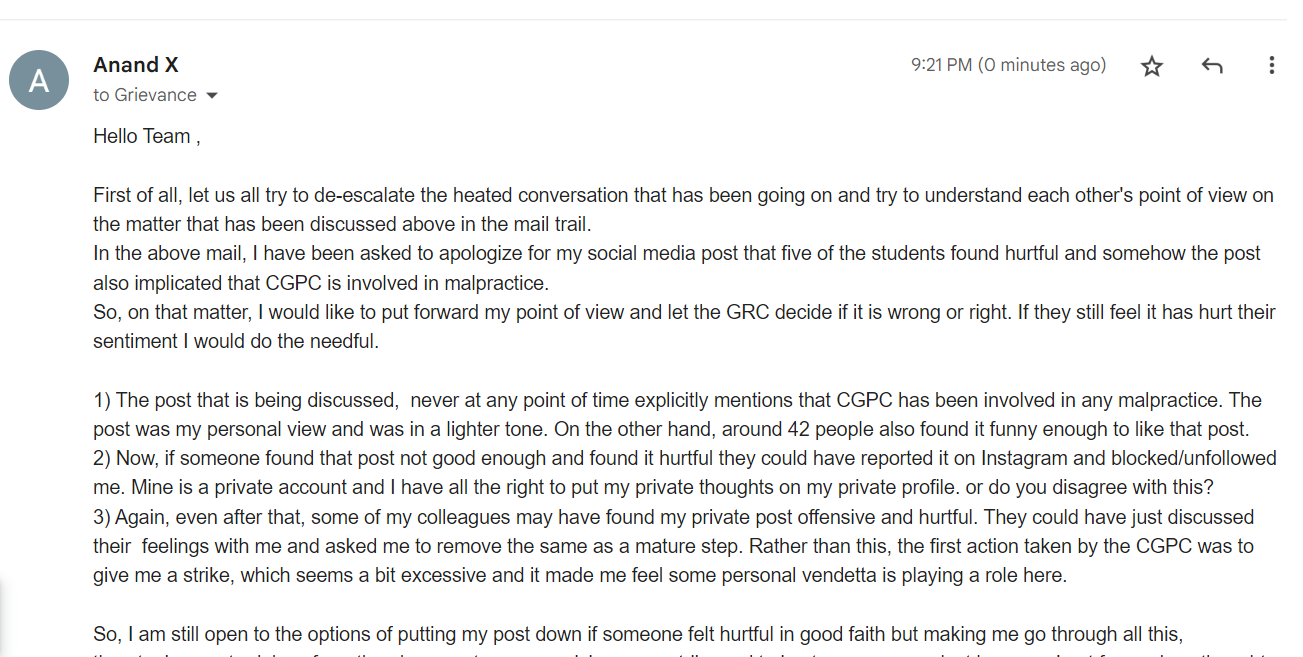 A
Anand X
9:21 PM (0 minutes ago)
to Grievance
Hello Team ,
First of all, let us all try to de-escalate the heated conversation that has been going on and try to understand each other's point of view on
the matter that has been discussed above in the mail trail.
In the above mail, I have been asked to apologize for my social media post that five of the students found hurtful and somehow the post
also implicated that CGPC is involved in malpractice.
So, on that matter, I would like to put forward my point of view and let the GRC decide if it is wrong or right. If they still feel it has hurt their
sentiment I would do the needful.
1) The post that is being discussed,  never at any point of time explicitly mentions that CGPC has been involved in any malpractice. The
post was my personal view and was in a lighter tone. On the other hand, around 42 people also found it funny enough to like that post.
2) Now, if someone found that post not good enough and found it hurtful they could have reported it on Instagram and blocked/unfollowed
me. Mine is a private account and I have all the right to put my private thoughts on my private profile. or do you disagree with this?
3) Again, even after that, some of my colleagues may have found my private post offensive and hurtful. They could have just discussed
their  feelings with me and asked me to remove the same as a mature step. Rather than this, the first action taken by the CGPC was to
give me a strike, which seems a bit excessive and it made me feel some personal vendetta is playing a role here.
So, I am still open to the options of putting my post down if someone felt hurtful in good faith but making me go through all this,